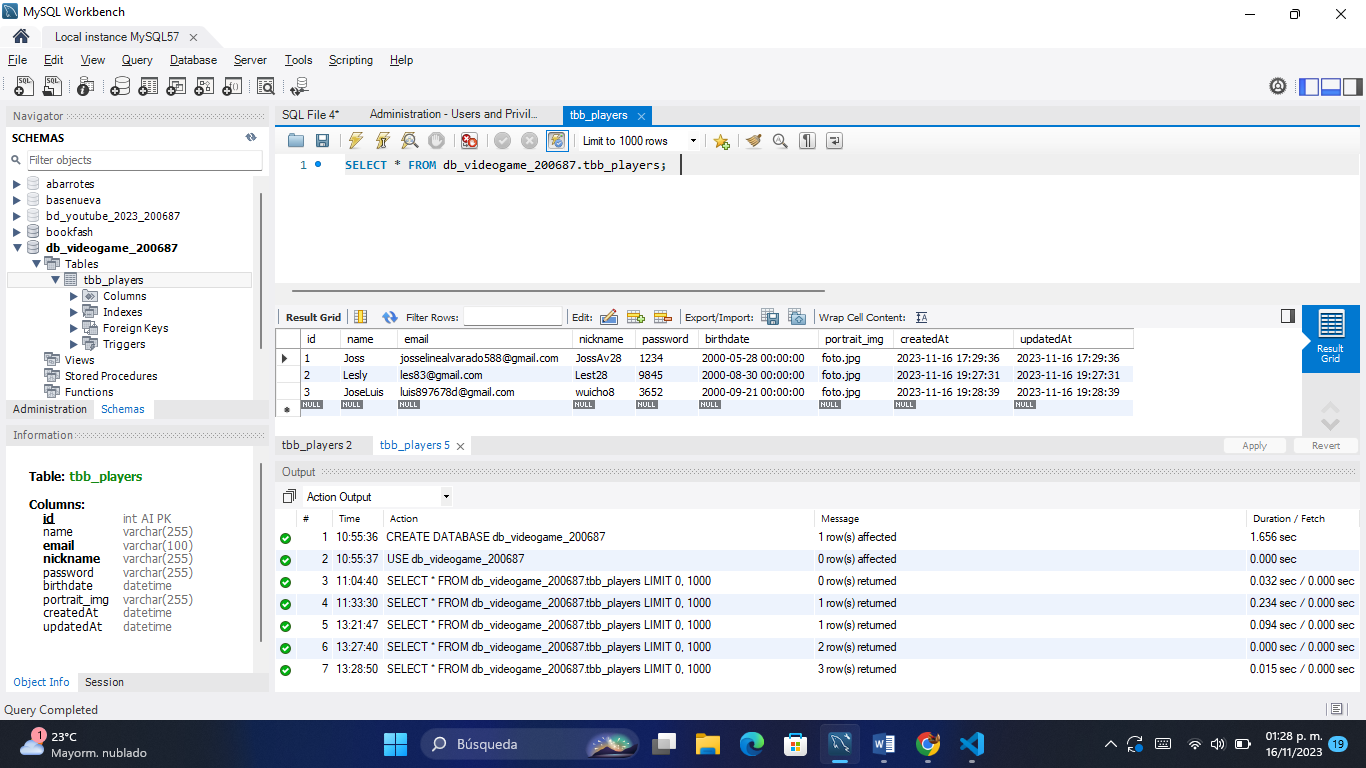 MySQL Workbench
Local instance MySQL57
File Edit View Query Database Server Tools Scripting Help
Navigator
SCHEMAS
Filter objects
abarrotes
basenueva
bd_youtube_2023_200687
bookfash
db_videogame_200687
Tables
tbb_players
Columns
Indexes
Foreign Keys
Triggers
Views
Stored Procedures
Functions
Administration Schemas
Information
Table: tbb_players
Columns:
id int AI PK
name varchar(255)
email varchar(100)
nickname varchar(255)
password varchar(255)
birthdate datetime
portrait_img varchar(255)
createdAt datetime
updatedAt datetime
Object Info Session
SQL File 4* Administration - Users and Privil... tbb_players
Limit to 1000 rows
1 SELECT * FROM db_videogame_200687.tbb_players;
Result Grid Filter Rows: Edit: Export/Import: Wrap Cell Content:
id name email nickname password birthdate portrait_img createdAt updatedAt
1 Joss josselinealvarado588@gmail.com JossAv28 1234 2000-05-28 00:00:00 foto.jpg 2023-11-16 17:29:36 2023-11-16 17:29:36
2 Lesly les83@gmail.com Lest28 9845 2000-08-30 00:00:00 foto.jpg 2023-11-16 19:27:31 2023-11-16 19:27:31
3 JoseLuis luis897678d@gmail.com wuicho8 3652 2000-09-21 00:00:00 foto.jpg 2023-11-16 19:28:39 2023-11-16 19:28:39
NULL NULL NULL NULL NULL NULL NULL NULL NULL
Result
Grid
tbb_players 2 tbb_players 5 Apply Revert
Output
Action Output
# Time Action Message Duration / Fetch
1 10:55:36 CREATE DATABASE db_videogame_200687 1 row(s) affected 1.656 sec
2 10:55:37 USE db_videogame_200687 0 row(s) affected 0.000 sec
3 11:04:40 SELECT * FROM db_videogame_200687.tbb_players LIMIT 0, 1000 0 row(s) returned 0.032 sec / 0.000 sec
4 11:33:30 SELECT * FROM db_videogame_200687.tbb_players LIMIT 0, 1000 1 row(s) returned 0.234 sec / 0.000 sec
5 13:21:47 SELECT * FROM db_videogame_200687.tbb_players LIMIT 0, 1000 1 row(s) returned 0.094 sec / 0.000 sec
6 13:27:40 SELECT * FROM db_videogame_200687.tbb_players LIMIT 0, 1000 2 row(s) returned 0.000 sec / 0.000 sec
7 13:28:50 SELECT * FROM db_videogame_200687.tbb_players LIMIT 0, 1000 3 row(s) returned 0.015 sec / 0.000 sec
Query Completed
1 23°C
Mayorm. nublado
Búsqueda
01:28 p. m.
16/11/2023
19